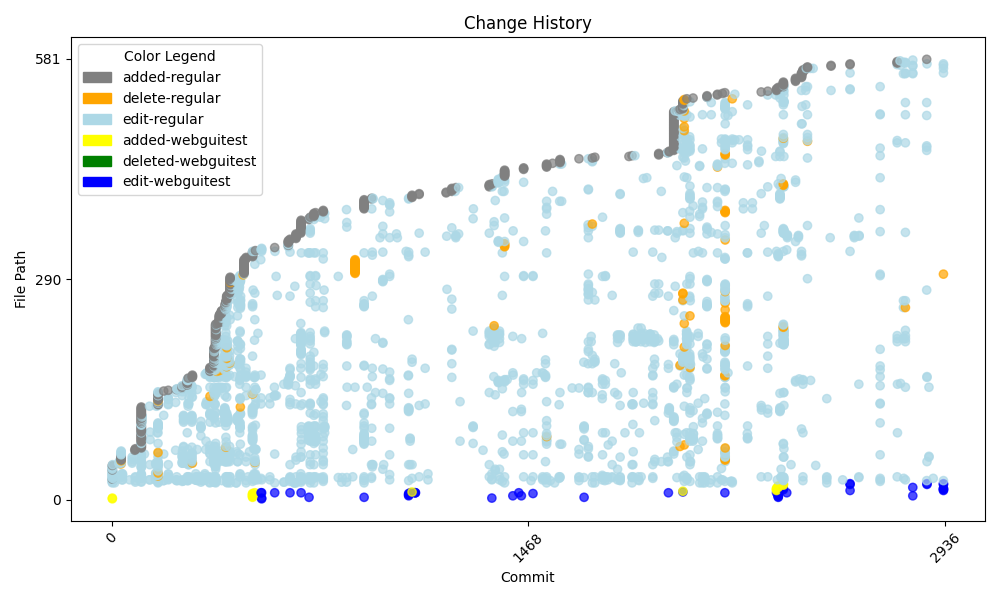 Change History
Color Legend
added-regular
delete-regular
edit-regular
added-webguitest
deleted-webguitest
edit-webguitest
581
290
0
File Path
0
1468
2936
Commit